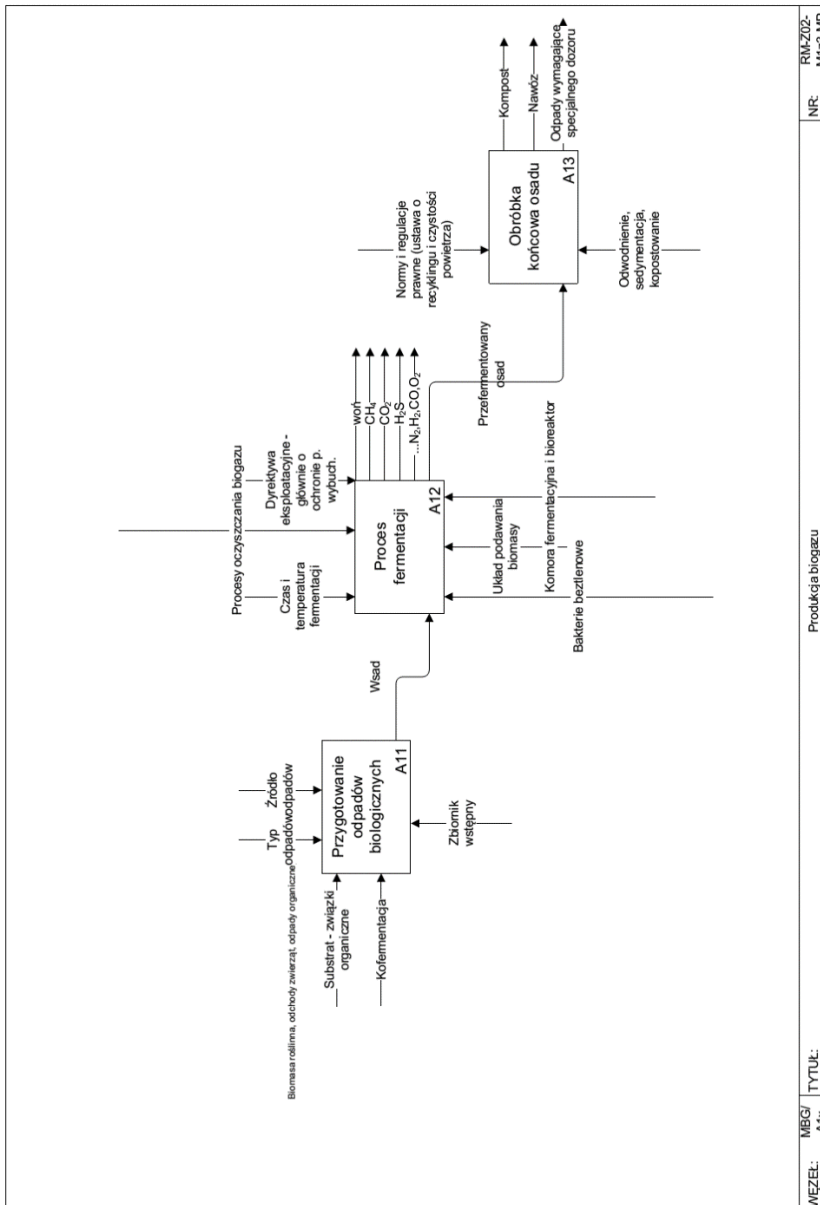 Biomasa roślinna, odchody zwierząt, odpady organiczne
Typ
odpadów
Źródło
odpadów
Substrat - związki
organiczne
Kofermentacja
Przygotowanie
odpadów
biologicznych
A11
Zbiornik
wstępny
Wsad
Procesy oczyszczania biogazu
Czas i
temperatura
fermentacji
Dyrektywa
eksploatacyjne -
głównie o
ochronie p.
wybuch.
Proces
fermentacji
A12
woń
CH₄
CO₂
H₂S
...N₂,H₂,CO,O₂
Układ podawania
biomasy
Komora fermentacyjna i bioreaktor
Bakterie beztlenowe
Przefermentowany
osad
Normy i regulacje
prawne (ustawa o
recyklingu i czystości
powietrza)
Obróbka
końcowa osadu
A13
Kompost
Nawóz
Odpady wymagające
specjalnego dozoru
Odwodnienie,
sedymentacja,
kopostowanie
WĘZEŁ:
MBG/
TYTUŁ:
Produkcja biogazu
NR:
RM-Z02-